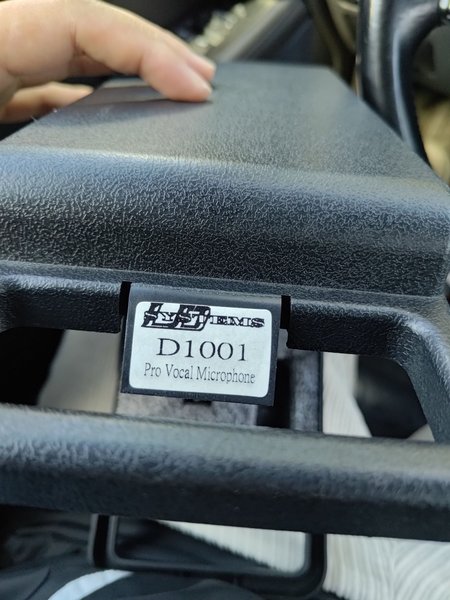 LD SYSTEMS
D1001
Pro Vocal Microphone